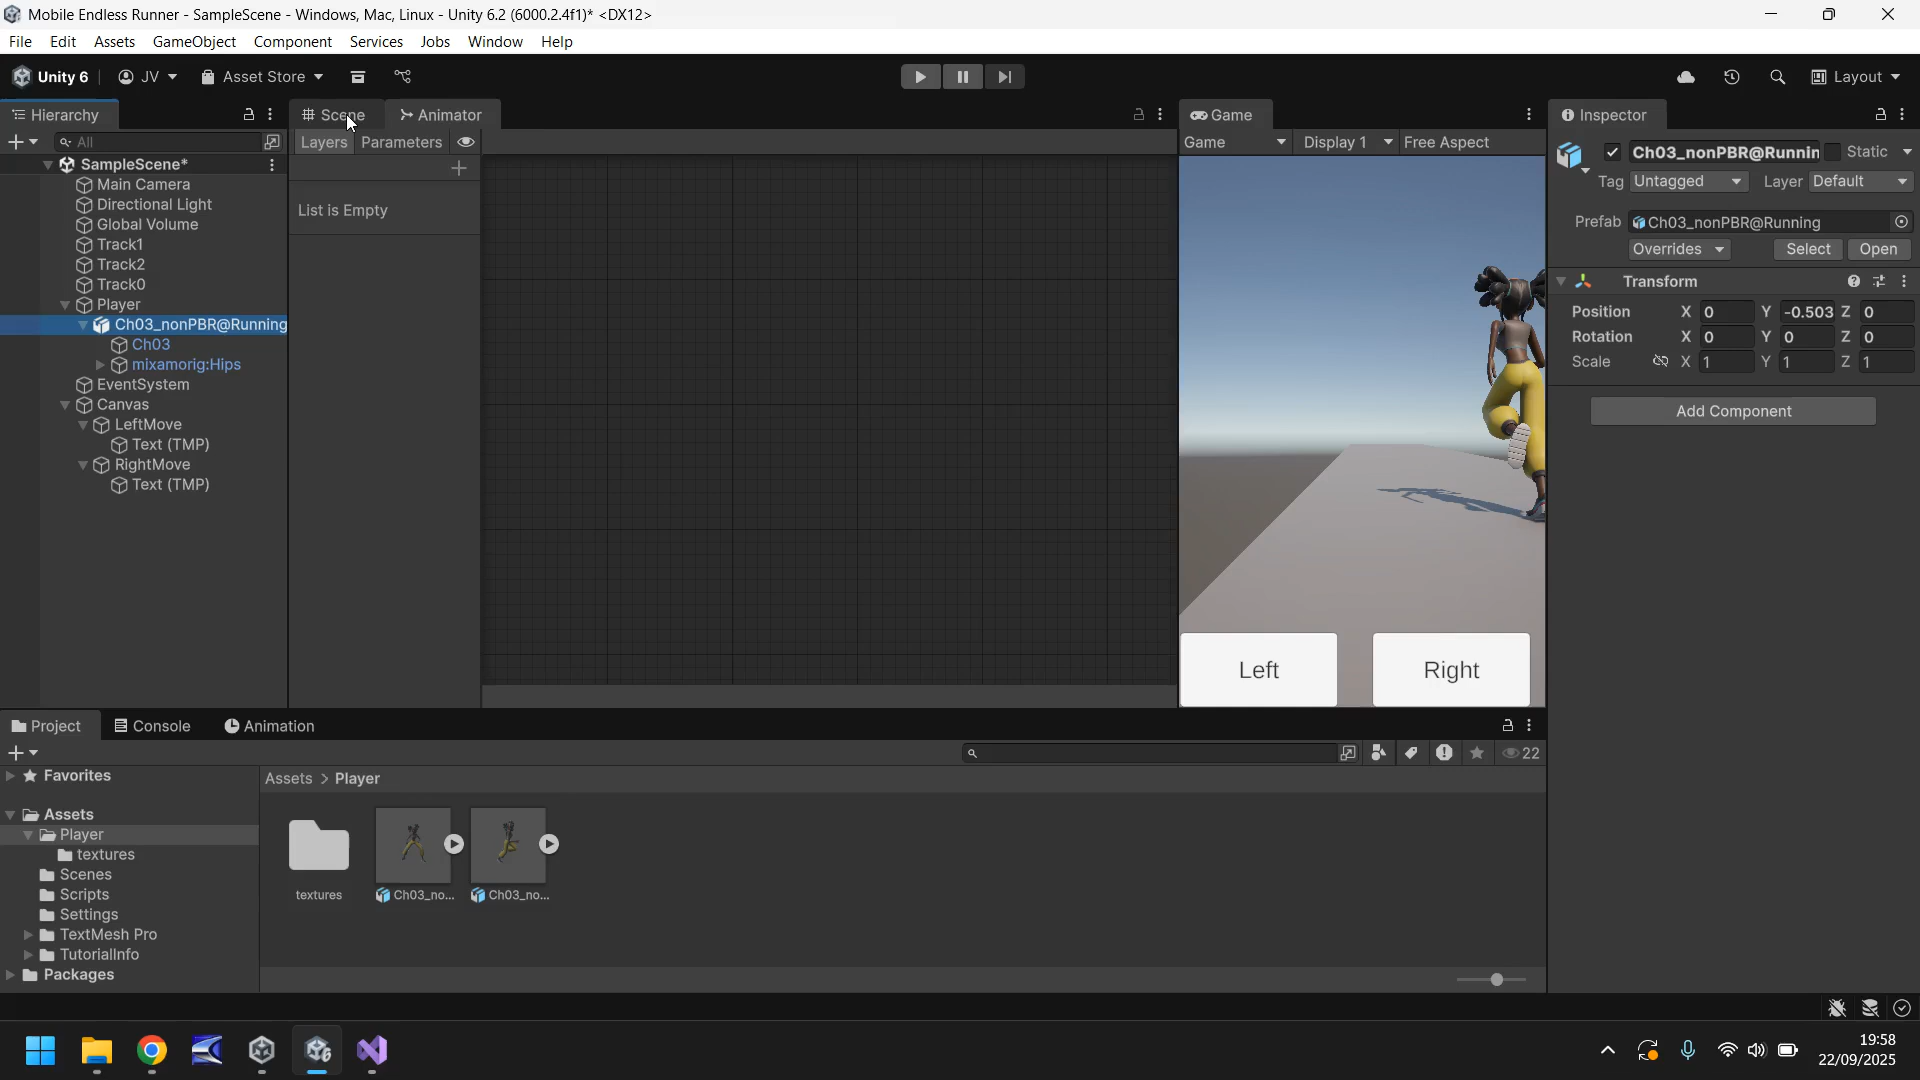 Mobile Endless Runner - SampleScene - Windows, Mac, Linux - Unity 6.2 (6000.2.4f1)* <DX12>
File Edit Assets GameObject Component Services Jobs Window Help
Unity 6 JV Asset Store Layout
Hierarchy Scene Animator Game Inspector
All Layers Parameters Game Display 1 Free Aspect Ch03_nonPBR@Runnin Static
SampleScene*
Tag Untagged Layer Default
Main Camera
Directional Light
List is Empty
Global Volume
Prefab Ch03_nonPBR@Running
Track1
Overrides Select Open
Track2
Track0
Transform
Player
Position X 0 Y -0.503 Z 0
Ch03_nonPBR@Running
Rotation X 0 Y 0 Z 0
Ch03
Scale X 1 Y 1 Z 1
mixamorig:Hips
EventSystem
Canvas
Add Component
LeftMove
Text (TMP)
RightMove
Text (TMP)
Left Right
Project Console Animation
22
Favorites
Assets > Player
Assets
Player
textures
Scenes
Scripts
Settings
TextMesh Pro
TutorialInfo
Packages
textures Ch03_no... Ch03_no...
19:58
22/09/2025